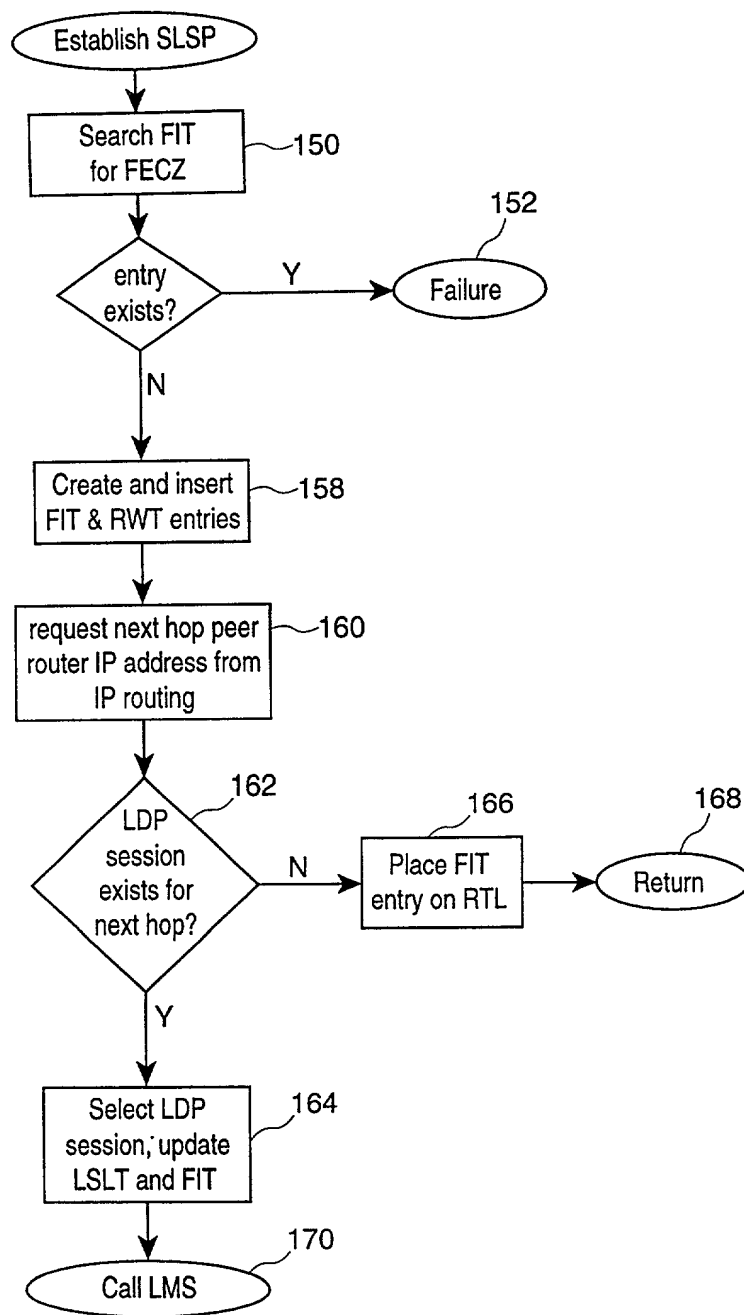 Establish SLSP
Search FIT
for FECZ
150
entry
exists?
Y
152
Failure
N
Create and insert
FIT & RWT entries
158
request next hop peer
router IP address from
IP routing
160
162
LDP
session
exists for
next hop?
N
166
Place FIT
entry on RTL
168
Return
Y
Select LDP
session, update
LSLT and FIT
164
170
Call LMS